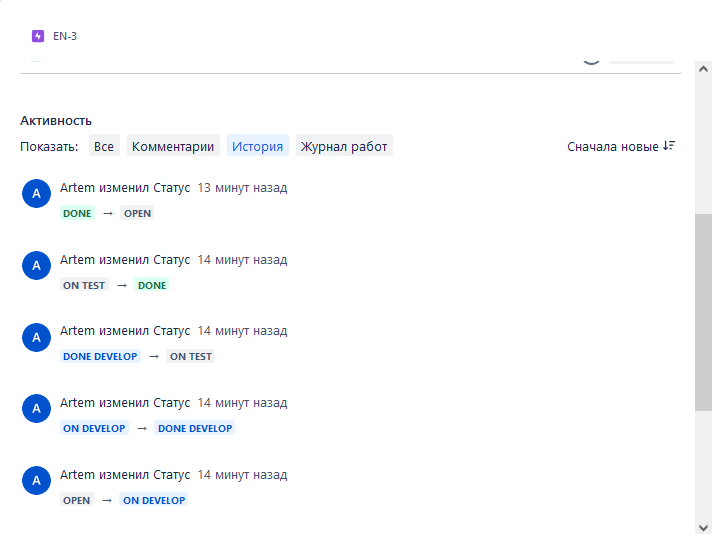 EN-3
Активность
Показать: Все Комментарии История Журнал работ Сначала новые
A Artem изменил Статус 13 минут назад
DONE → OPEN
A Artem изменил Статус 14 минут назад
ON TEST → DONE
A Artem изменил Статус 14 минут назад
DONE DEVELOP → ON TEST
A Artem изменил Статус 14 минут назад
ON DEVELOP → DONE DEVELOP
A Artem изменил Статус 14 минут назад
OPEN → ON DEVELOP